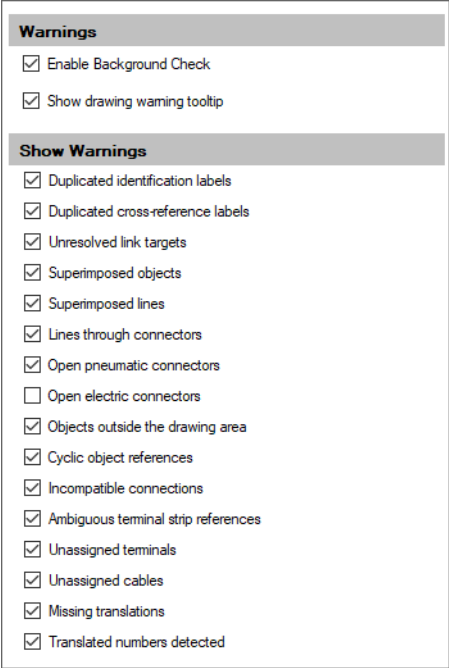 Warnings
Enable Background Check
Show drawing warning tooltip
Show Warnings
Duplicated identification labels
Duplicated cross-reference labels
Unresolved link targets
Superimposed objects
Superimposed lines
Lines through connectors
Open pneumatic connectors
Open electric connectors
Objects outside the drawing area
Cyclic object references
Incompatible connections
Ambiguous terminal strip references
Unassigned terminals
Unassigned cables
Missing translations
Translated numbers detected